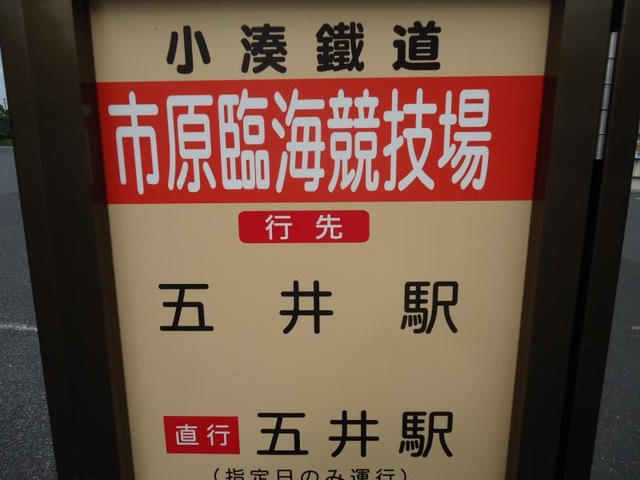 小湊鐵道
市原臨海競技場
行先
五井駅
直行 五井駅
(指定日のみ運行)